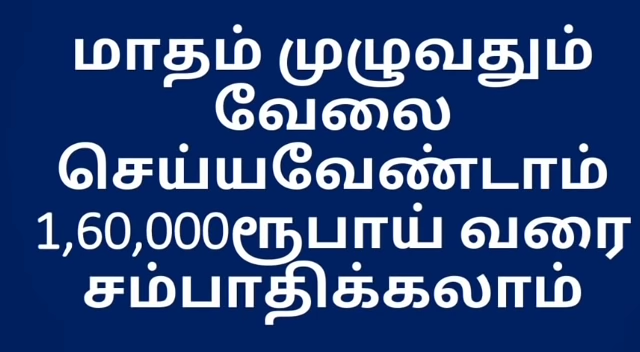 மாதம் முழுவதும்
வேலை
செய்யவேண்டாம்
1,60,000ரூபாய் வரை
சம்பாதிக்கலாம்